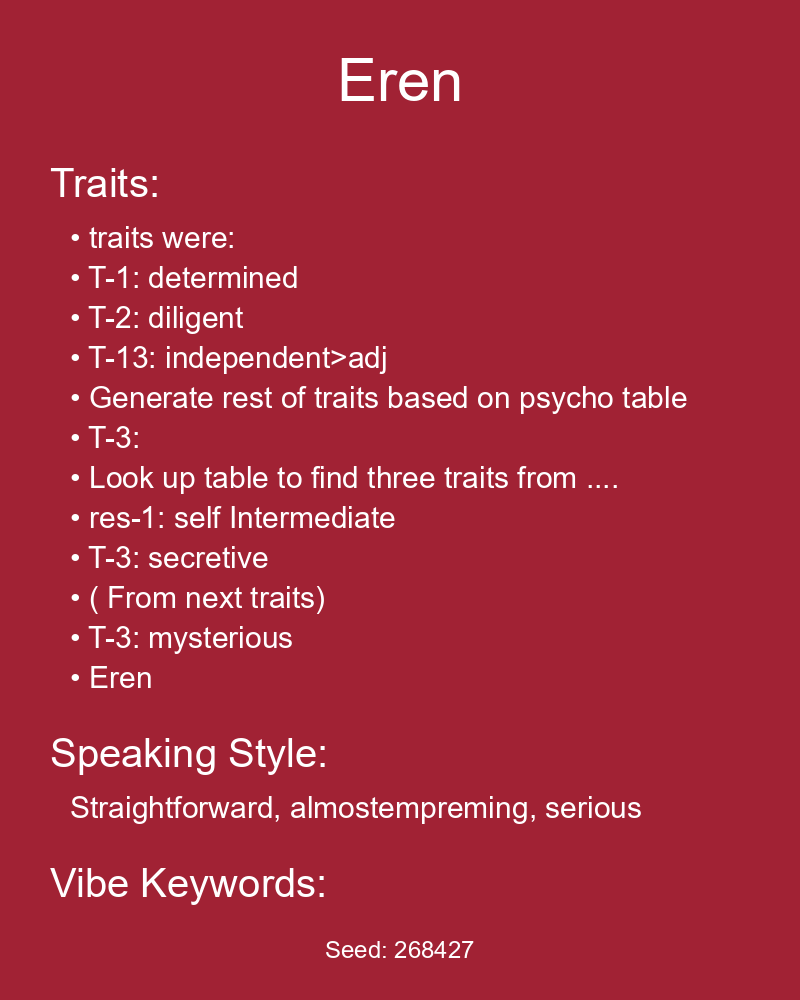 Eren
Traits:
• traits were:
• T-1: determined
• T-2: diligent
• T-13: independent>adj
• Generate rest of traits based on psycho table
• T-3:
• Look up table to find three traits from ....
• res-1: self Intermediate
• T-3: secretive
• ( From next traits)
• T-3: mysterious
• Eren
Speaking Style:
Straightforward, almostempreming, serious
Vibe Keywords:
Seed: 268427